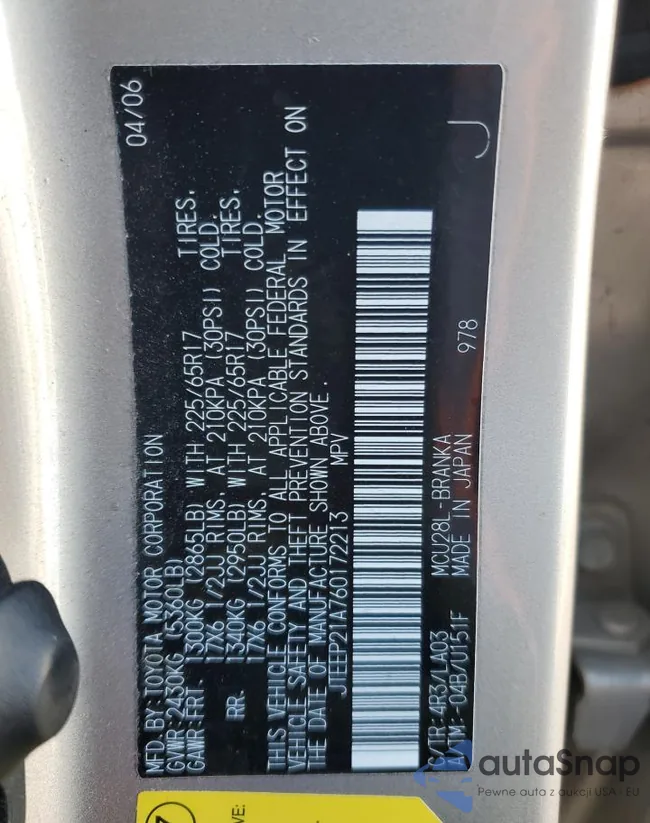 MFD. BY: TOYOTA MOTOR CORPORATION 04/06
GVWR: 2430KG (5360LB)
GAWR: FRT. 1300KG (2865LB) WITH 225/65R17 TIRES.
17X6 1/2JJ RIMS, AT 210KPA (30PSI) COLD.
RR. 1340KG (2950LB) WITH 225/65R17 TIRES.
17X6 1/2JJ RIMS, AT 210KPA (30PSI) COLD.
THIS VEHICLE CONFORMS TO ALL APPLICABLE FEDERAL MOTOR
VEHICLE SAFETY AND THEFT PREVENTION STANDARDS IN EFFECT ON
THE DATE OF MANUFACTURE SHOWN ABOVE.
JTEEP21A760172213 MPV
C/TR: 4R3/LA03 MCU28L-BRANKA 978
A/TM: -04B/U151F MADE IN JAPAN
J
7
VE:
autoSnap
Pewne auta z aukcji USA i EU